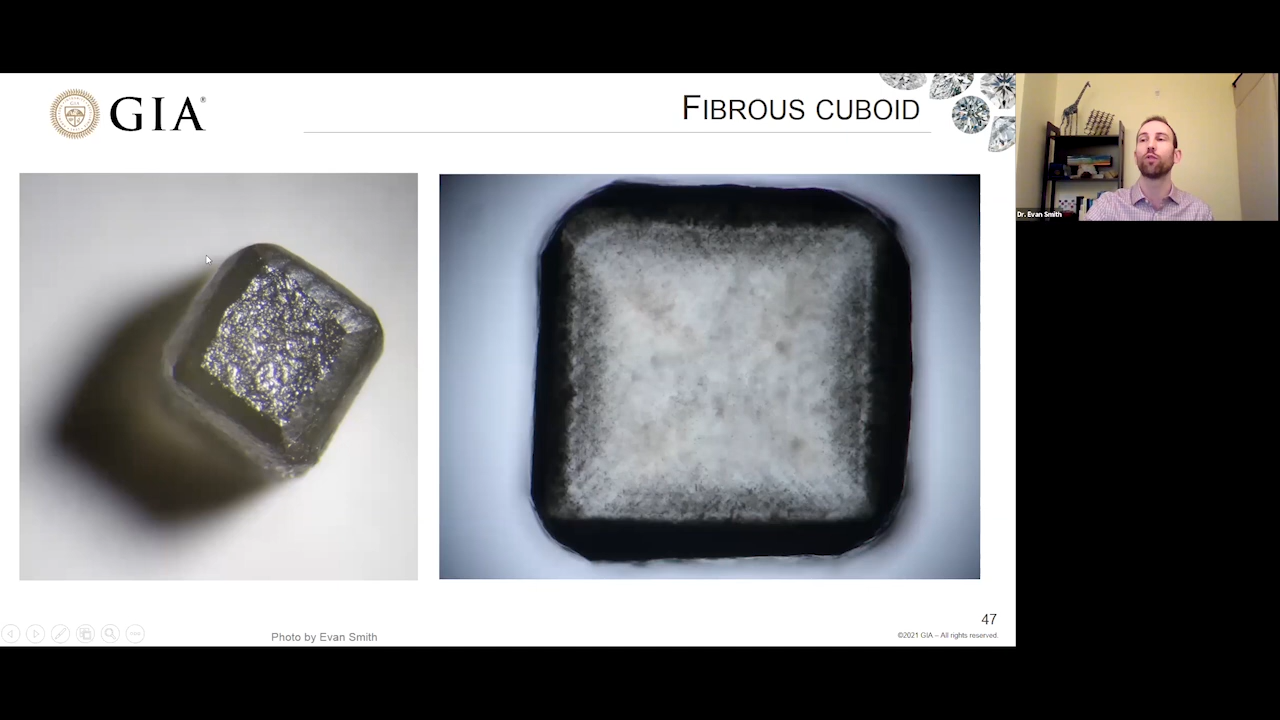 GIA®
FIBROUS CUBOID
Dr. Evan Smith
47
Photo by Evan Smith
©2021 GIA – All rights reserved.